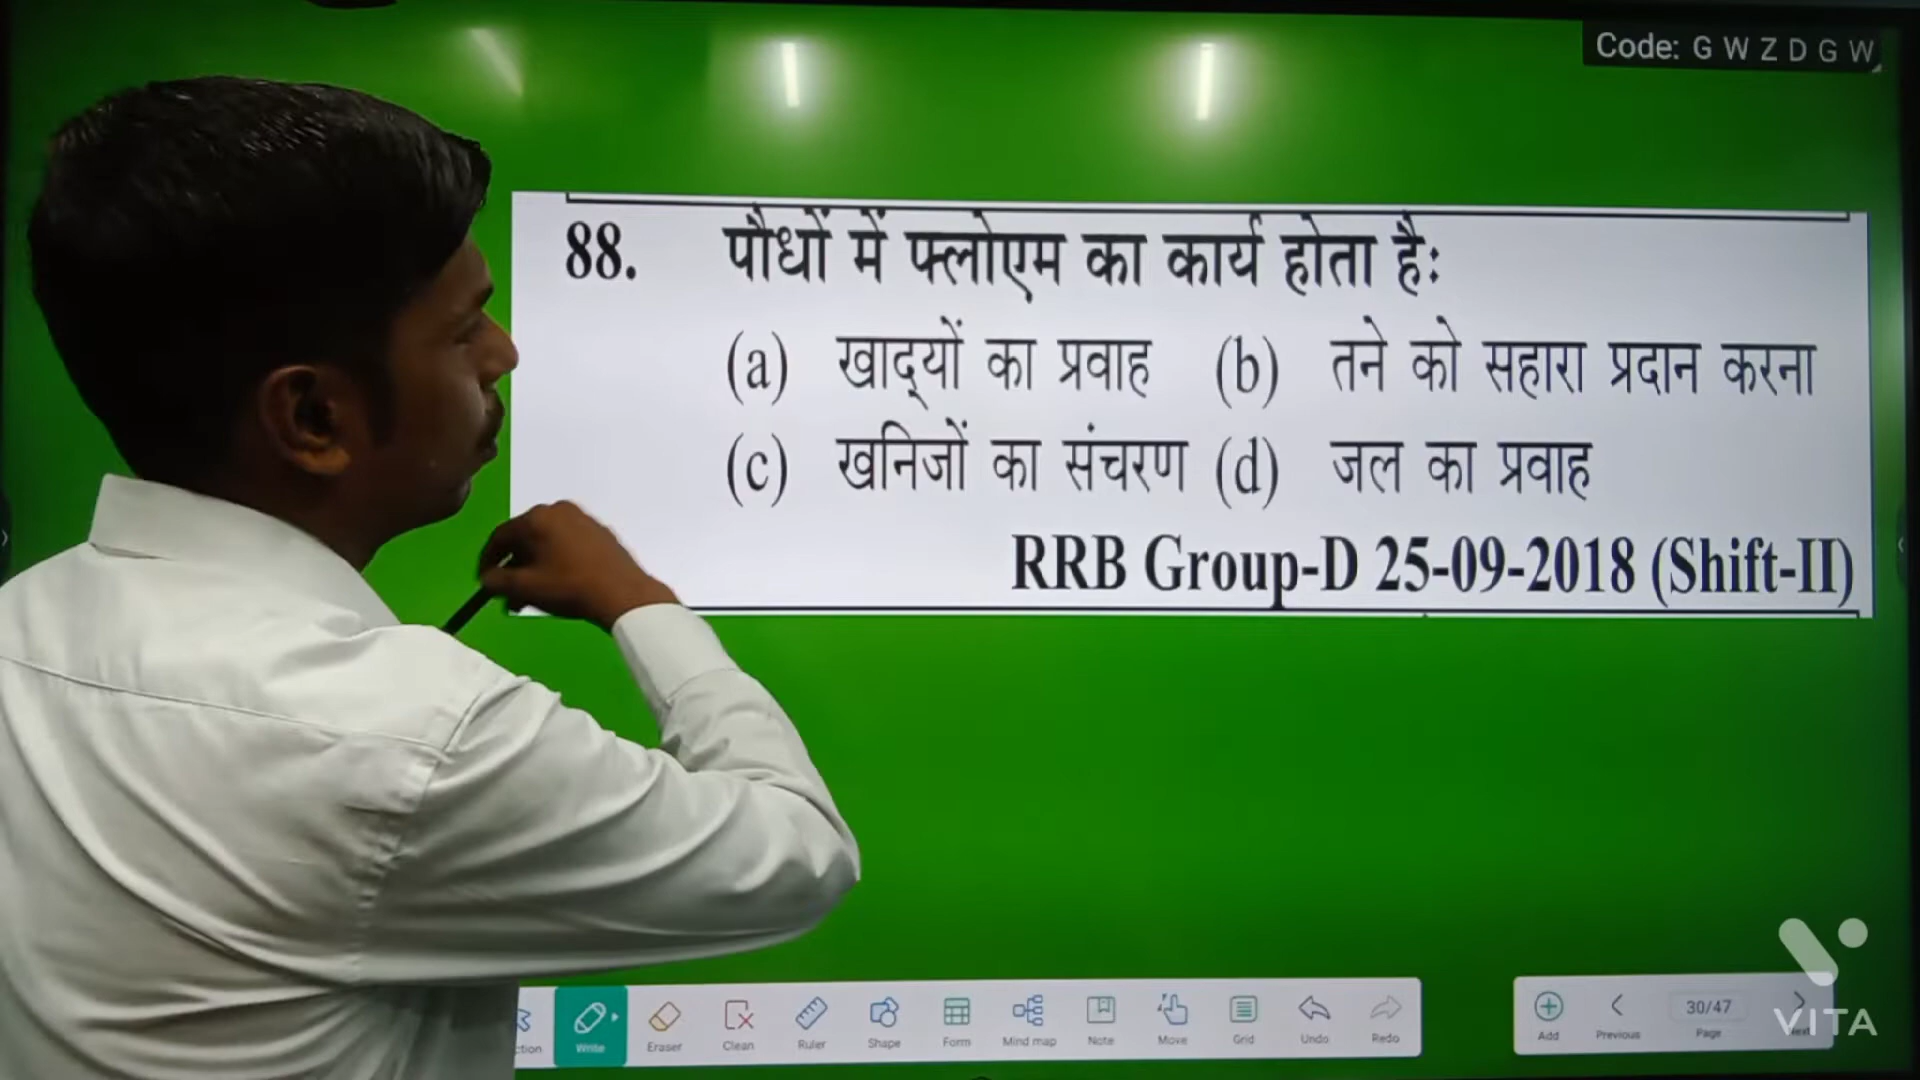 Code: G W Z D G W
88. पौधों में फ्लोएम का कार्य होता है:
(a) खाद्यों का प्रवाह (b) तने को सहारा प्रदान करना
(c) खनिजों का संचरण (d) जल का प्रवाह
RRB Group-D 25-09-2018 (Shift-II)
Write Eraser Clean Ruler Shape Form Mind map Note Move Grid Undo Redo
Add Previous 30/47 Page
VITA